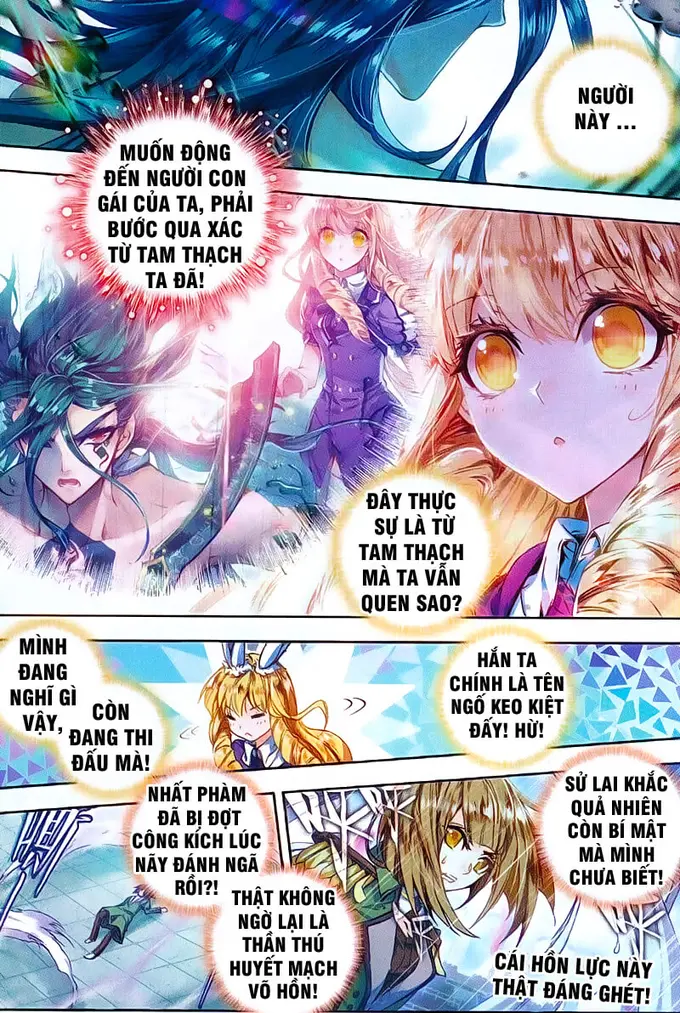 NGƯỜI
NÀY ...
MUỐN ĐỘNG
ĐẾN NGƯỜI CON
GÁI CỦA TA, PHẢI
BƯỚC QUA XÁC
TỪ TAM THẠCH
TA ĐÃ!
ĐÂY THỰC
SỰ LÀ TỪ
TAM THẠCH
MÀ TA VẪN
QUEN SAO?
MÌNH
ĐANG
NGHĨ GÌ
VẬY,
CÒN
ĐANG THI
ĐẤU MÀ!
HẮN TA
CHÍNH LÀ TÊN
NGỐ KEO KIỆT
ĐẤY! HỪ!
NHẤT PHÀM
ĐÃ BỊ ĐỢT
CÔNG KÍCH LÚC
NÃY ĐÁNH NGÃ
RỒI?!
THẬT KHÔNG
NGỜ LẠI LÀ
THẦN THÚ
HUYẾT MẠCH
VÕ HỒN!
SỬ LAI KHẮC
QUẢ NHIÊN
CÒN BÍ MẬT
MÀ MÌNH
CHƯA BIẾT!
CÁI HỒN LỰC NÀY
THẬT ĐÁNG GHÉT!